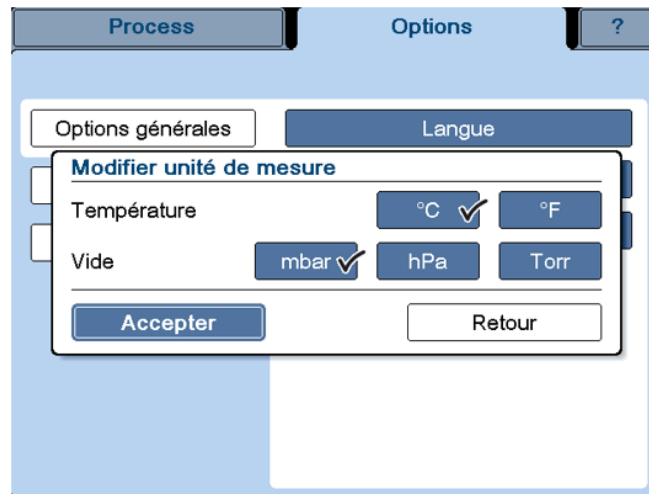 Process Options ?
Options générales Langue
Modifier unité de mesure
Température °C °F
Vide mbar hPa Torr
Accepter Retour